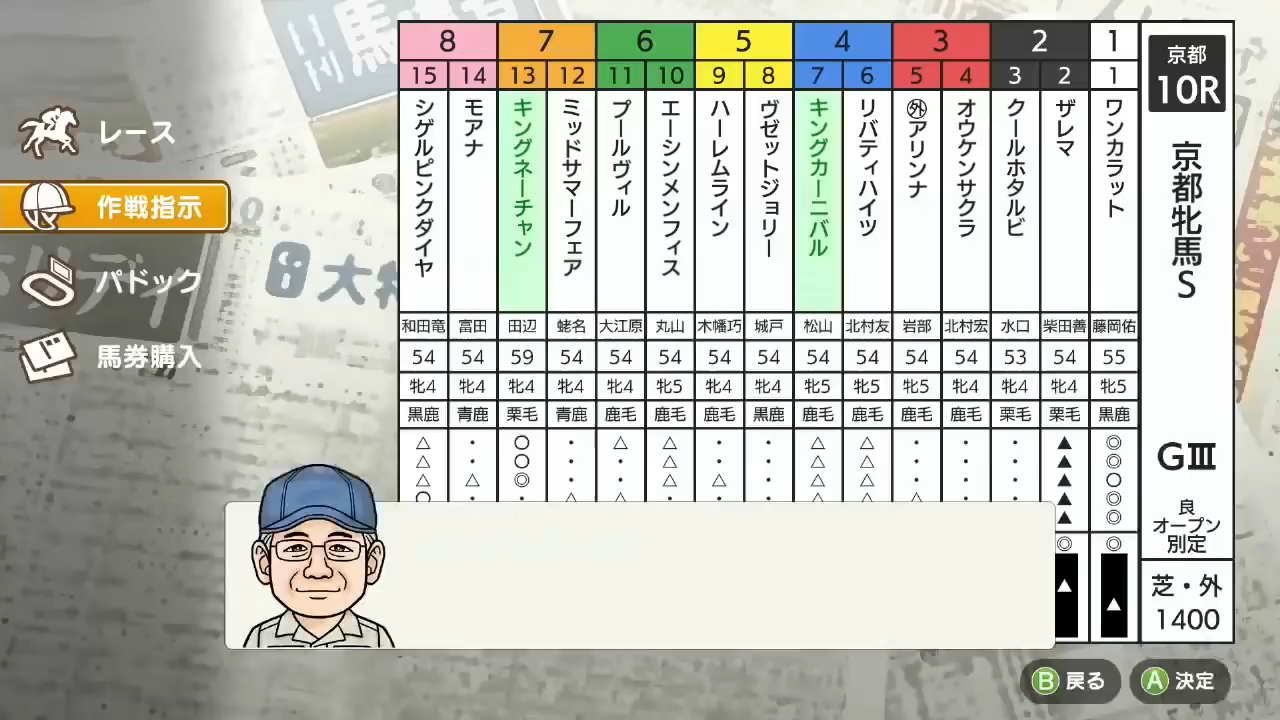 レース
作戦指示
パドック
馬券購入
8 7 6 5 4 3 2 1
15 14 13 12 11 10 9 8 7 6 5 4 3 2 1
シゲルピンクダイヤ
モアナ
キングネーチャン
ミッドサマーフェア
プールヴィル
エーシンメンフィス
ハーレムライン
ヴゼットジョリー
キングカーニバル
リバティハイツ
外アリンナ
オウケンサクラ
クールホタルビ
ザレマ
ワンカラット
和田竜 富田 田辺 蛯名 大江原 丸山 木幡巧 城戸 松山 北村友 岩部 北村宏 水口 柴田善 藤岡佑
54 54 59 54 54 54 54 54 54 54 54 54 53 54 55
牝4 牝4 牝4 牝4 牝4 牝5 牝4 牝4 牝5 牝5 牝5 牝4 牝4 牝4 牝5
黒鹿 青鹿 栗毛 青鹿 鹿毛 鹿毛 鹿毛 黒鹿 鹿毛 鹿毛 鹿毛 鹿毛 栗毛 栗毛 黒鹿
京都
10R
京都牝馬S
GⅢ
良
オープン
別定
芝・外
1400
B 戻る
A 決定